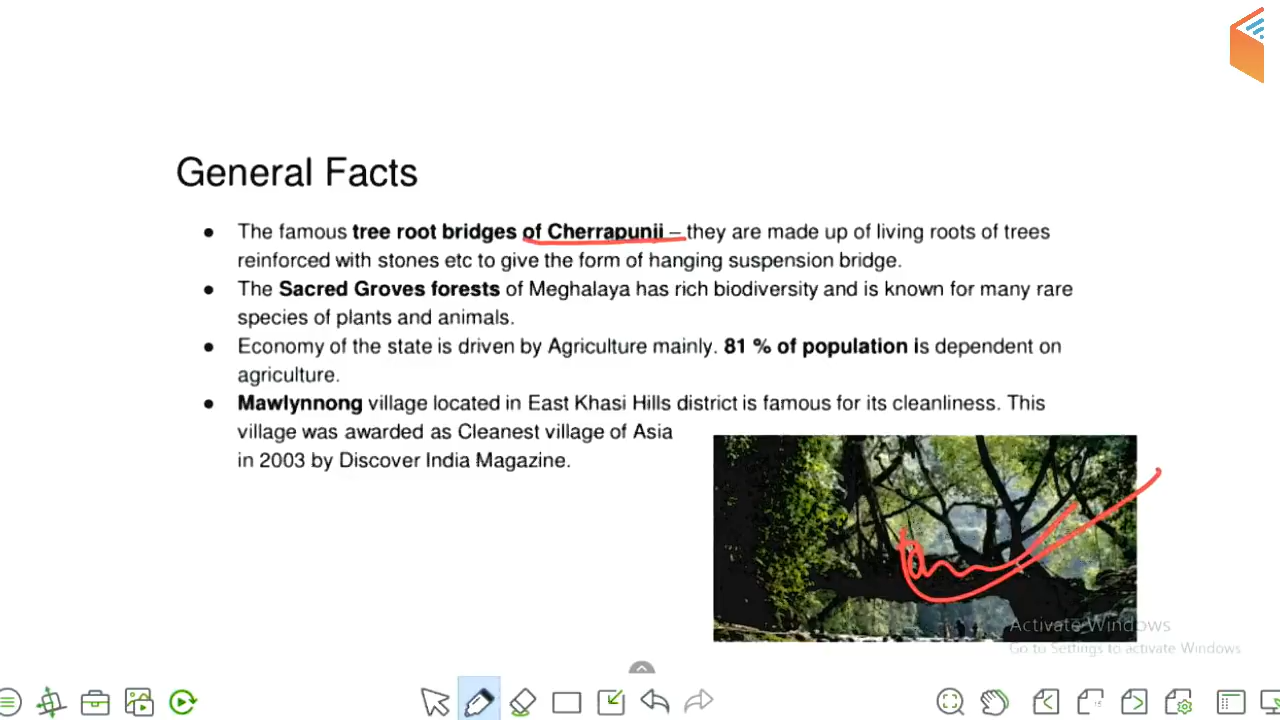 General Facts
● The famous tree root bridges of Cherrapunji – they are made up of living roots of trees
reinforced with stones etc to give the form of hanging suspension bridge.
● The Sacred Groves forests of Meghalaya has rich biodiversity and is known for many rare
species of plants and animals.
● Economy of the state is driven by Agriculture mainly. 81 % of population is dependent on
agriculture.
● Mawlynnong village located in East Khasi Hills district is famous for its cleanliness. This
village was awarded as Cleanest village of Asia
in 2003 by Discover India Magazine.
Activate Windows
Go to Settings to activate Windows